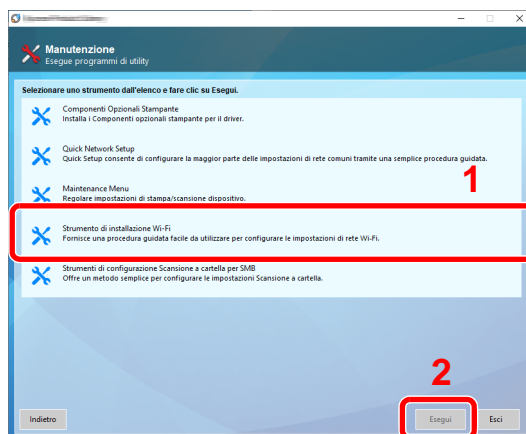 Manutenzione
Esegue programmi di utility
Selezionare uno strumento dall'elenco e fare clic su Esegui.
Componenti Opzionali Stampante
Installa i Componenti opzionali stampante per il driver.
Quick Network Setup
Quick Setup consente di configurare la maggior parte delle impostazioni di rete comuni tramite una semplice procedura guidata.
1
Maintenance Menu
Regolare impostazioni di stampa/scansione dispositivo.
Strumento di installazione Wi-Fi
Fornisce una procedura guidata facile da utilizzare per configurare le impostazioni di rete Wi-Fi.
Strumenti di configurazione Scansione a cartella per SMB
Offre un metodo semplice per configurare le impostazioni Scansione a cartella.
2
Indietro
Esegui
Esci